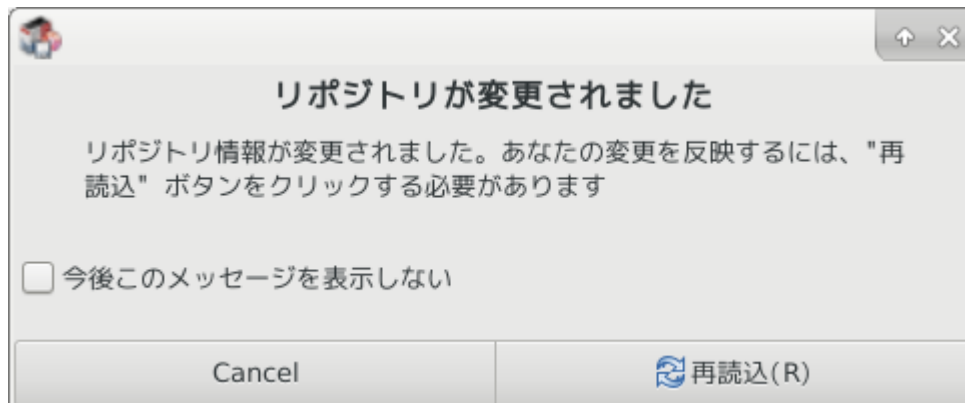 リポジトリが変更されました
リポジトリ情報が変更されました。あなたの変更を反映するには、"再
読込" ボタンをクリックする必要があります
今後このメッセージを表示しない
Cancel
再読込(R)